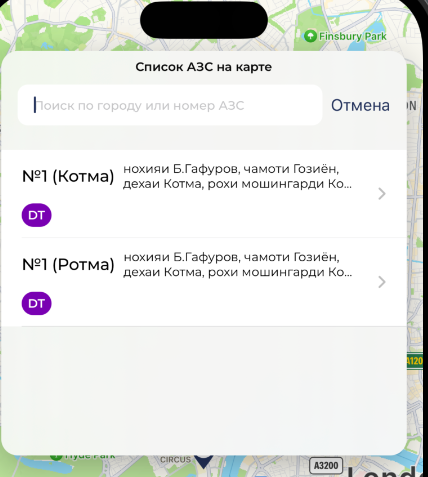 Finsbury Park
Список АЗС на карте
Поиск по городу или номер АЗС
Отмена
№1 (Котма)
нохияи Б.Гафуров, чамоти Гозиён,
дехаи Котма, рохи мошингарди Ко...
DT
№1 (Ротма)
нохияи Б.Гафуров, чамоти Гозиён,
дехаи Котма, рохи мошингарди Ко...
DT
A120
Hyde Park
CIRCUS
A3200
Lond